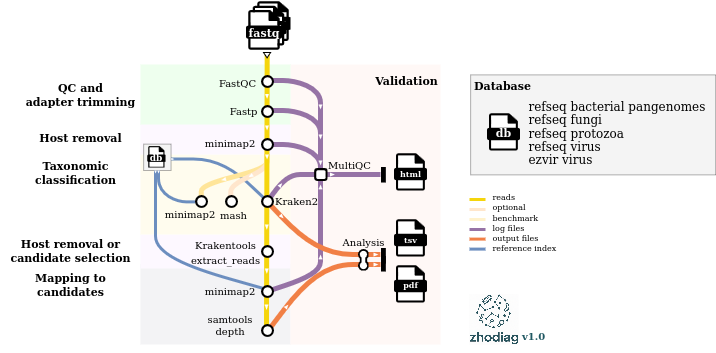 fastq
QC and
adapter trimming
FastQC
Validation
Fastp
Host removal
minimap2
db
Taxonomic
classification
MultiQC
html
minimap2
mash
Kraken2
Host removal or
candidate selection
Krakentools
extract_reads
Analysis
tsv
Mapping to
candidates
minimap2
pdf
samtools
depth
Database
db
refseq bacterial pangenomes
refseq fungi
refseq protozoa
refseq virus
ezvir virus
reads
optional
benchmark
log files
output files
reference index
zhodiag v1.0